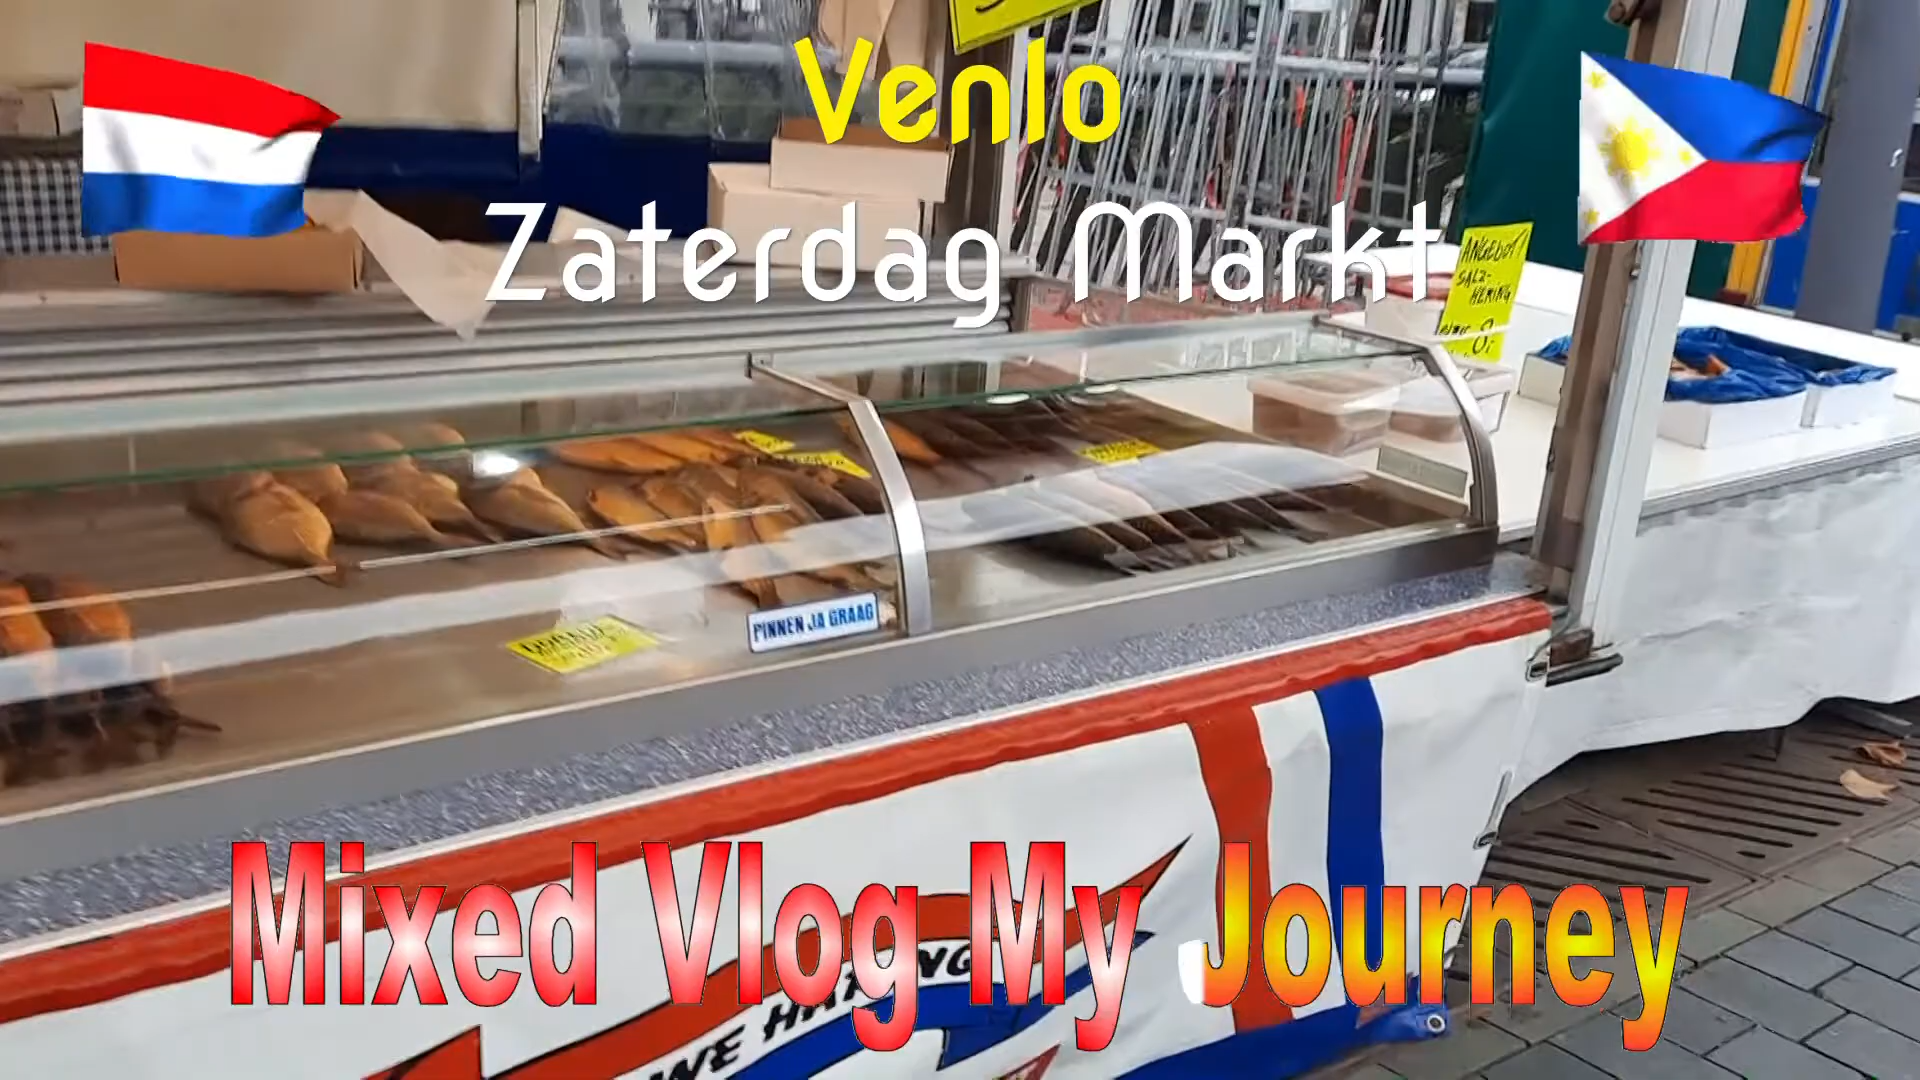 Venlo
Zaterdag Markt
ANGEBOT
SALZ-
HERING
PINNEN JA GRAAG
Mixed Vlog My Journey